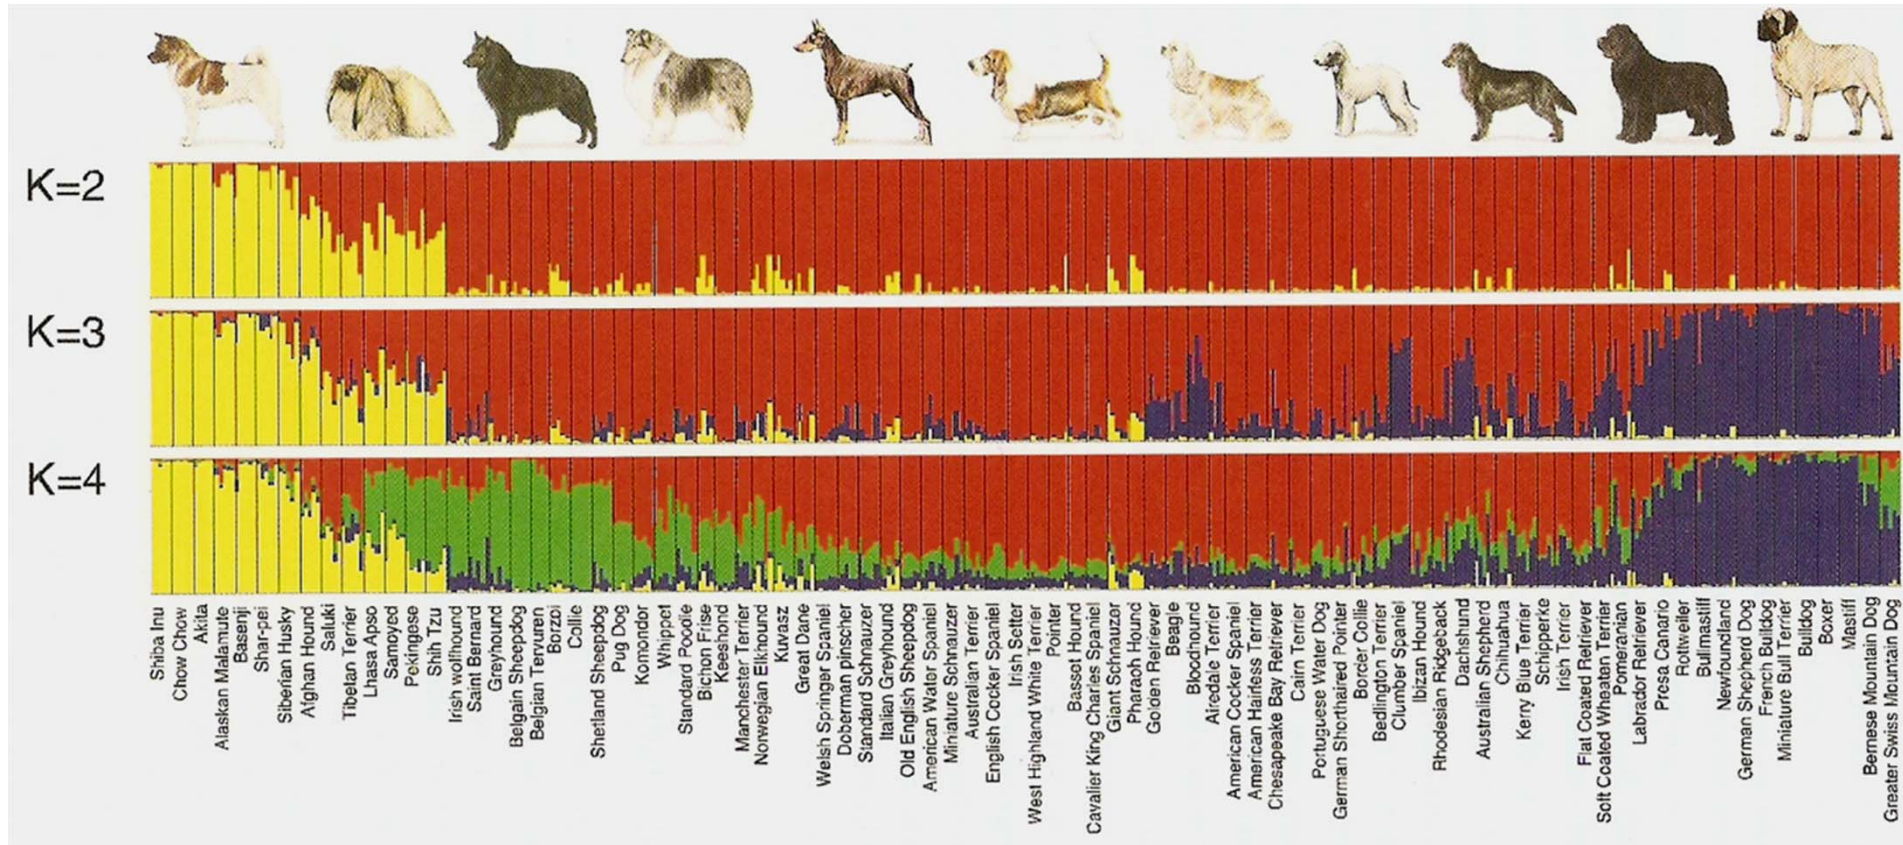 K=2
K=3
K=4
Shiba Inu
Chow Chow
Akita
Alaskan Malamute
Basenji
Shar-pei
Siberian Husky
Afghan Hound
Saluki
Tibetan Terrier
Lhasa Apso
Samoyed
Pekingese
Shih Tzu
Irish wolfhound
Saint Bernard
Greyhound
Belgain Sheepdog
Belgian Tervuren
Borzoi
Collie
Shetland Sheepdog
Pug Dog
Komondor
Whippet
Standard Poodle
Bichon Frise
Keeshond
Manchester Terrier
Norwegian Elkhound
Kuvasz
Great Dane
Welsh Springer Spaniel
Doberman pinscher
Standard Schnauzer
Italian Greyhound
Old English Sheepdog
American Water Spaniel
Miniature Schnauzer
Australian Terrier
English Cocker Spaniel
Irish Setter
West Highland White Terrier
Pointer
Basset Hound
Cavalier King Charles Spaniel
Giant Schnauzor
Pharaoh Hound
Golden Retriever
Beagle
Bloodhound
Airedale Terrier
American Cocker Spaniel
American Hairless Terrier
Chesapeake Bay Retriever
Cairn Terrier
Portuguese Water Dog
German Shorthaired Pointer
Border Collie
Bedlington Terrier
Clumber Spaniel
Ibizan Hound
Rhodesian Ridgeback
Dachshund
Australian Shepherd
Chihuahua
Kerry Blue Terrier
Schipperke
Irish Terrier
Flat Coated Retriever
Soft Coated Wheaten Terrier
Pomeranian
Labrador Retriever
Presa Canario
Rottweiler
Bullmastiff
Newfoundland
German Shepherd Dog
French Bulldog
Miniature Bull Terrier
Bulldog
Boxer
Mastiff
Bernese Mountain Dog
Greater Swiss Mountain Dog